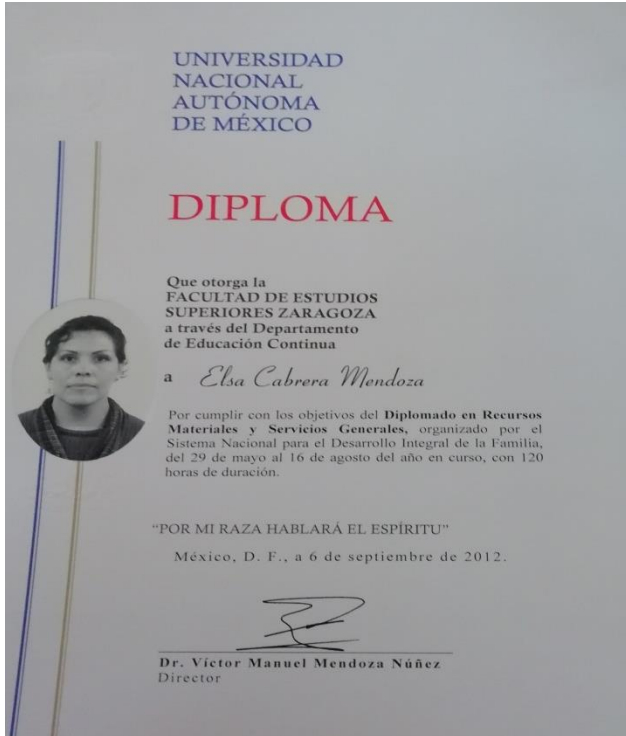 UNIVERSIDAD
NACIONAL
AUTÓNOMA
DE MÉXICO
DIPLOMA
Que otorga la
FACULTAD DE ESTUDIOS
SUPERIORES ZARAGOZA
a través del Departamento
de Educación Continua
a Elsa Cabrera Mendoza
Por cumplir con los objetivos del Diplomado en Recursos
Materiales y Servicios Generales, organizado por el
Sistema Nacional para el Desarrollo Integral de la Familia,
del 29 de mayo al 16 de agosto del año en curso, con 120
horas de duración.
"POR MI RAZA HABLARÁ EL ESPÍRITU"
México, D. F., a 6 de septiembre de 2012.
Dr. Víctor Manuel Mendoza Núñez
Director